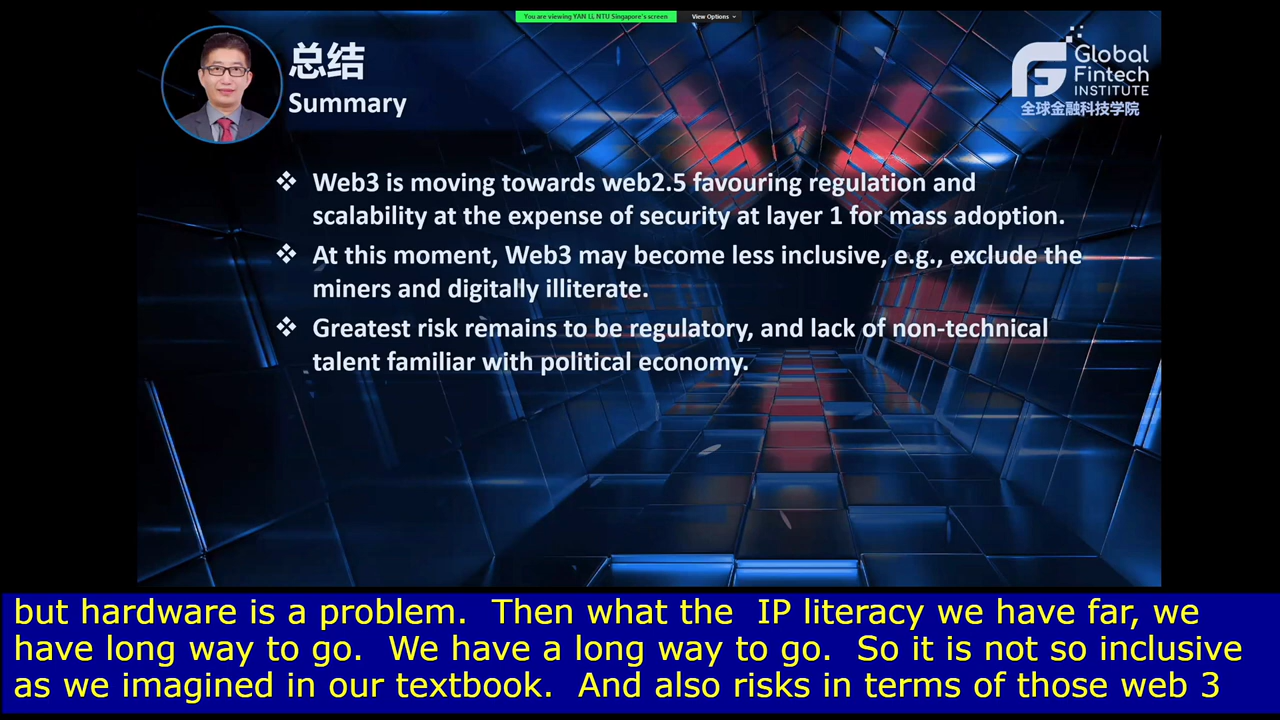 You are viewing YAN LI, NTU Singapore's screen
View Options
总结
Summary
Global
Fintech
INSTITUTE
全球金融科技学院
❖ Web3 is moving towards web2.5 favouring regulation and
scalability at the expense of security at layer 1 for mass adoption.
❖ At this moment, Web3 may become less inclusive, e.g., exclude the
miners and digitally illiterate.
❖ Greatest risk remains to be regulatory, and lack of non-technical
talent familiar with political economy.
but hardware is a problem.  Then what the  IP literacy we have far, we
have long way to go.  We have a long way to go.  So it is not so inclusive
as we imagined in our textbook.  And also risks in terms of those web 3